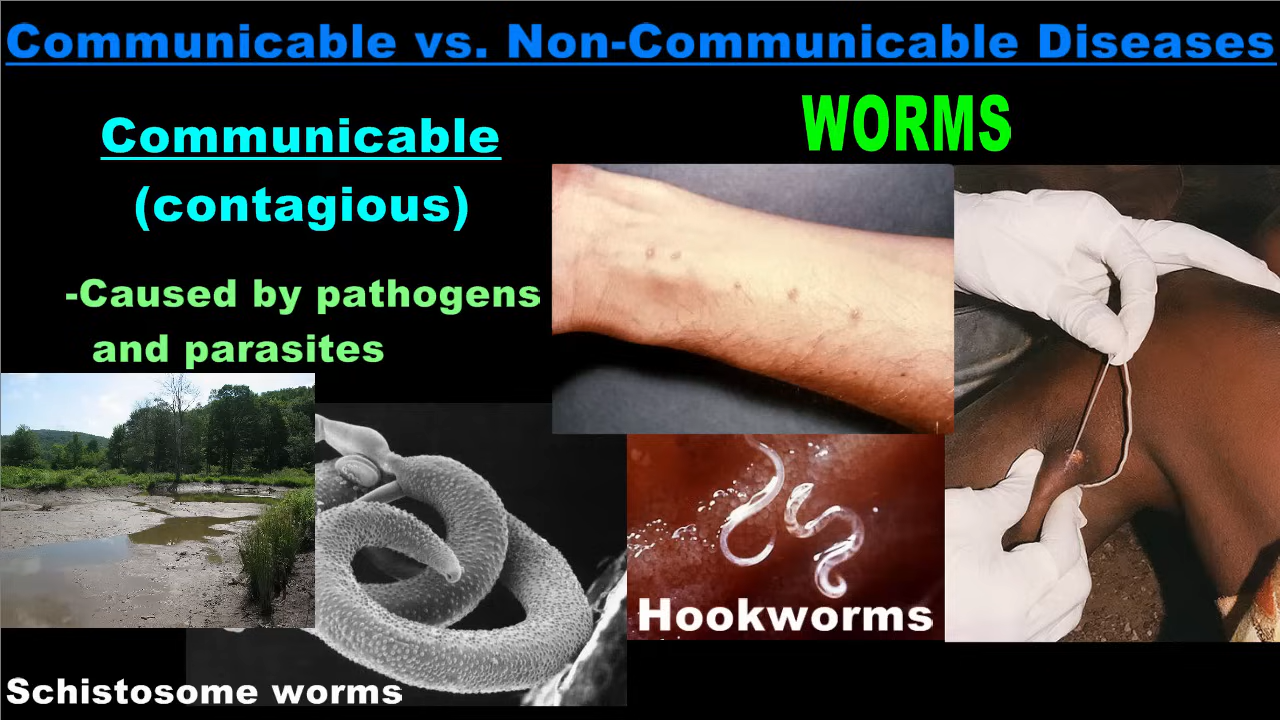 Communicable vs. Non-Communicable Diseases
Communicable
(contagious)
-Caused by pathogens
and parasites
WORMS
Hookworms
Schistosome worms